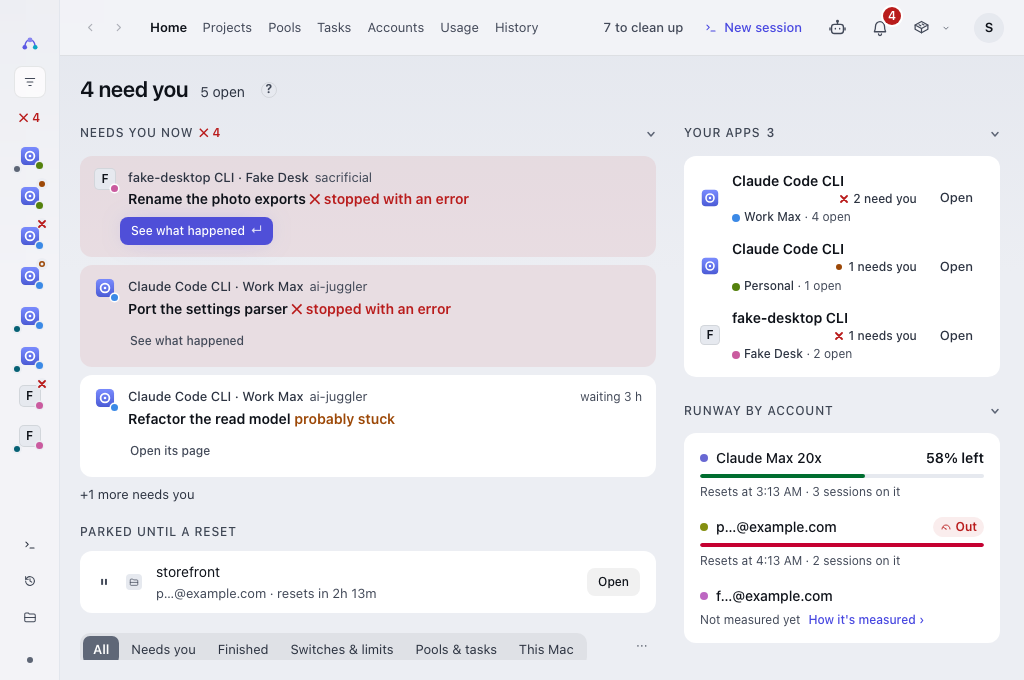 Home Projects Pools Tasks Accounts Usage History 7 to clean up New session 4 S
4
4 need you 5 open ?
NEEDS YOU NOW 4
F fake-desktop CLI · Fake Desk sacrificial
Rename the photo exports stopped with an error
See what happened ↵
Claude Code CLI · Work Max ai-juggler
Port the settings parser stopped with an error
See what happened
Claude Code CLI · Work Max ai-juggler waiting 3 h
Refactor the read model probably stuck
Open its page
+1 more needs you
PARKED UNTIL A RESET
storefront
p...@example.com · resets in 2h 13m
Open
All Needs you Finished Switches & limits Pools & tasks This Mac ...
YOUR APPS 3
Claude Code CLI
2 need you
Work Max · 4 open
Open
Claude Code CLI
1 needs you
Personal · 1 open
Open
F fake-desktop CLI
1 needs you
Fake Desk · 2 open
Open
RUNWAY BY ACCOUNT
Claude Max 20x 58% left
Resets at 3:13 AM · 3 sessions on it
p...@example.com Out
Resets at 4:13 AM · 2 sessions on it
f...@example.com
Not measured yet How it's measured ›
F
F